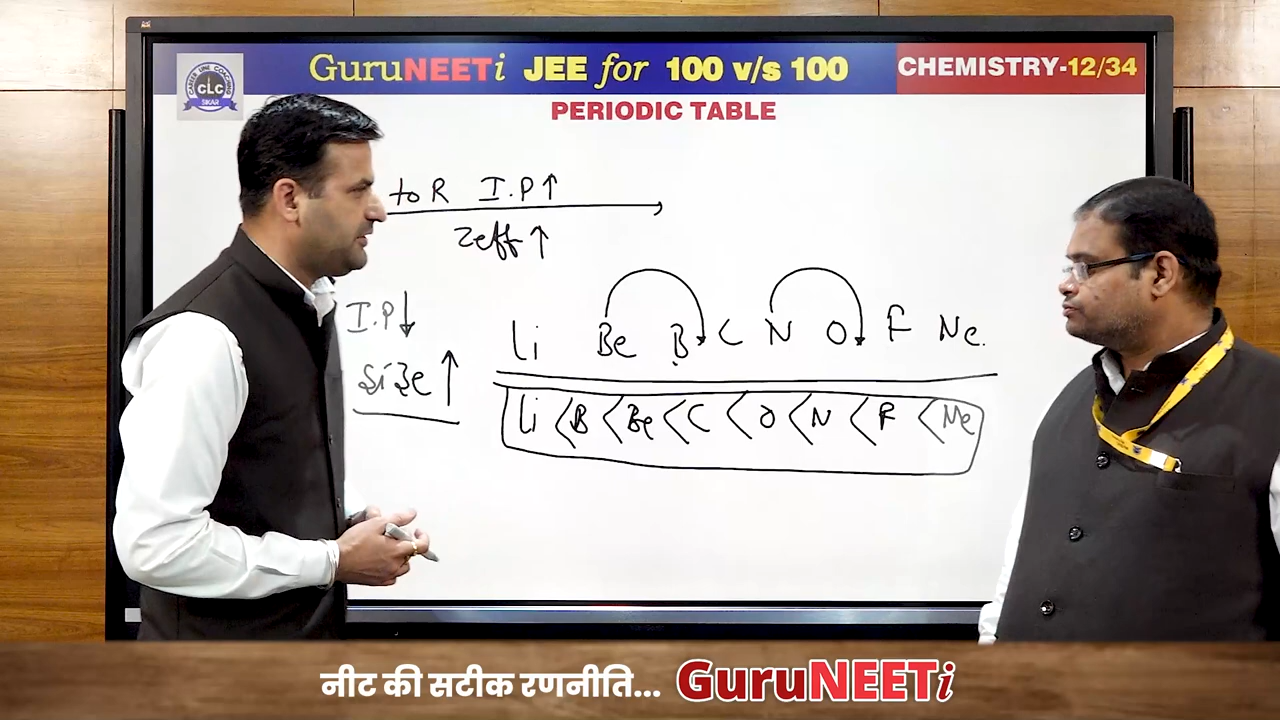 GuruNEETi JEE for 100 v/s 100
CHEMISTRY-12/34
CAREER LINE COACHING
CLC
SIKAR
PERIODIC TABLE
to R I.P↑
Zeff ↑
I.P↓
Size ↑
Li Be B C N O F Ne.
Li < B < Be < C < O < N < F < Ne
नीट की सटीक रणनीति... GuruNEETi